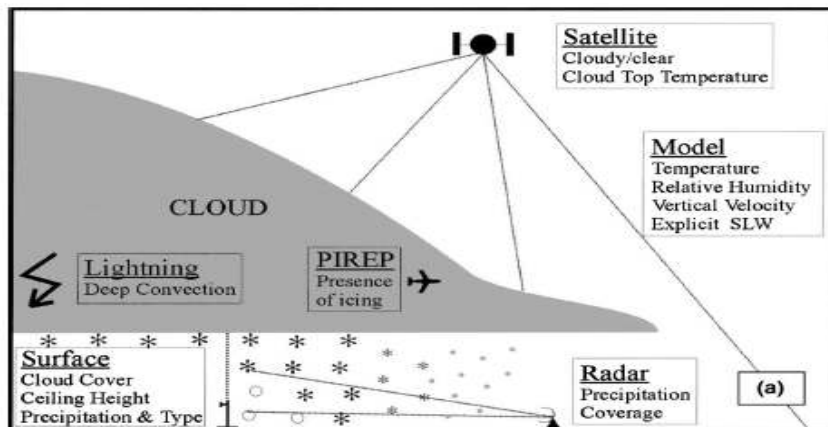 Satellite
Cloudy/clear
Cloud Top Temperature
Model
Temperature
Relative Humidity
Vertical Velocity
Explicit SLW
CLOUD
Lightning
Deep Convection
PIREP
Presence
of icing
Surface
Cloud Cover
Ceiling Height
Precipitation & Type
Radar
Precipitation
Coverage
(a)